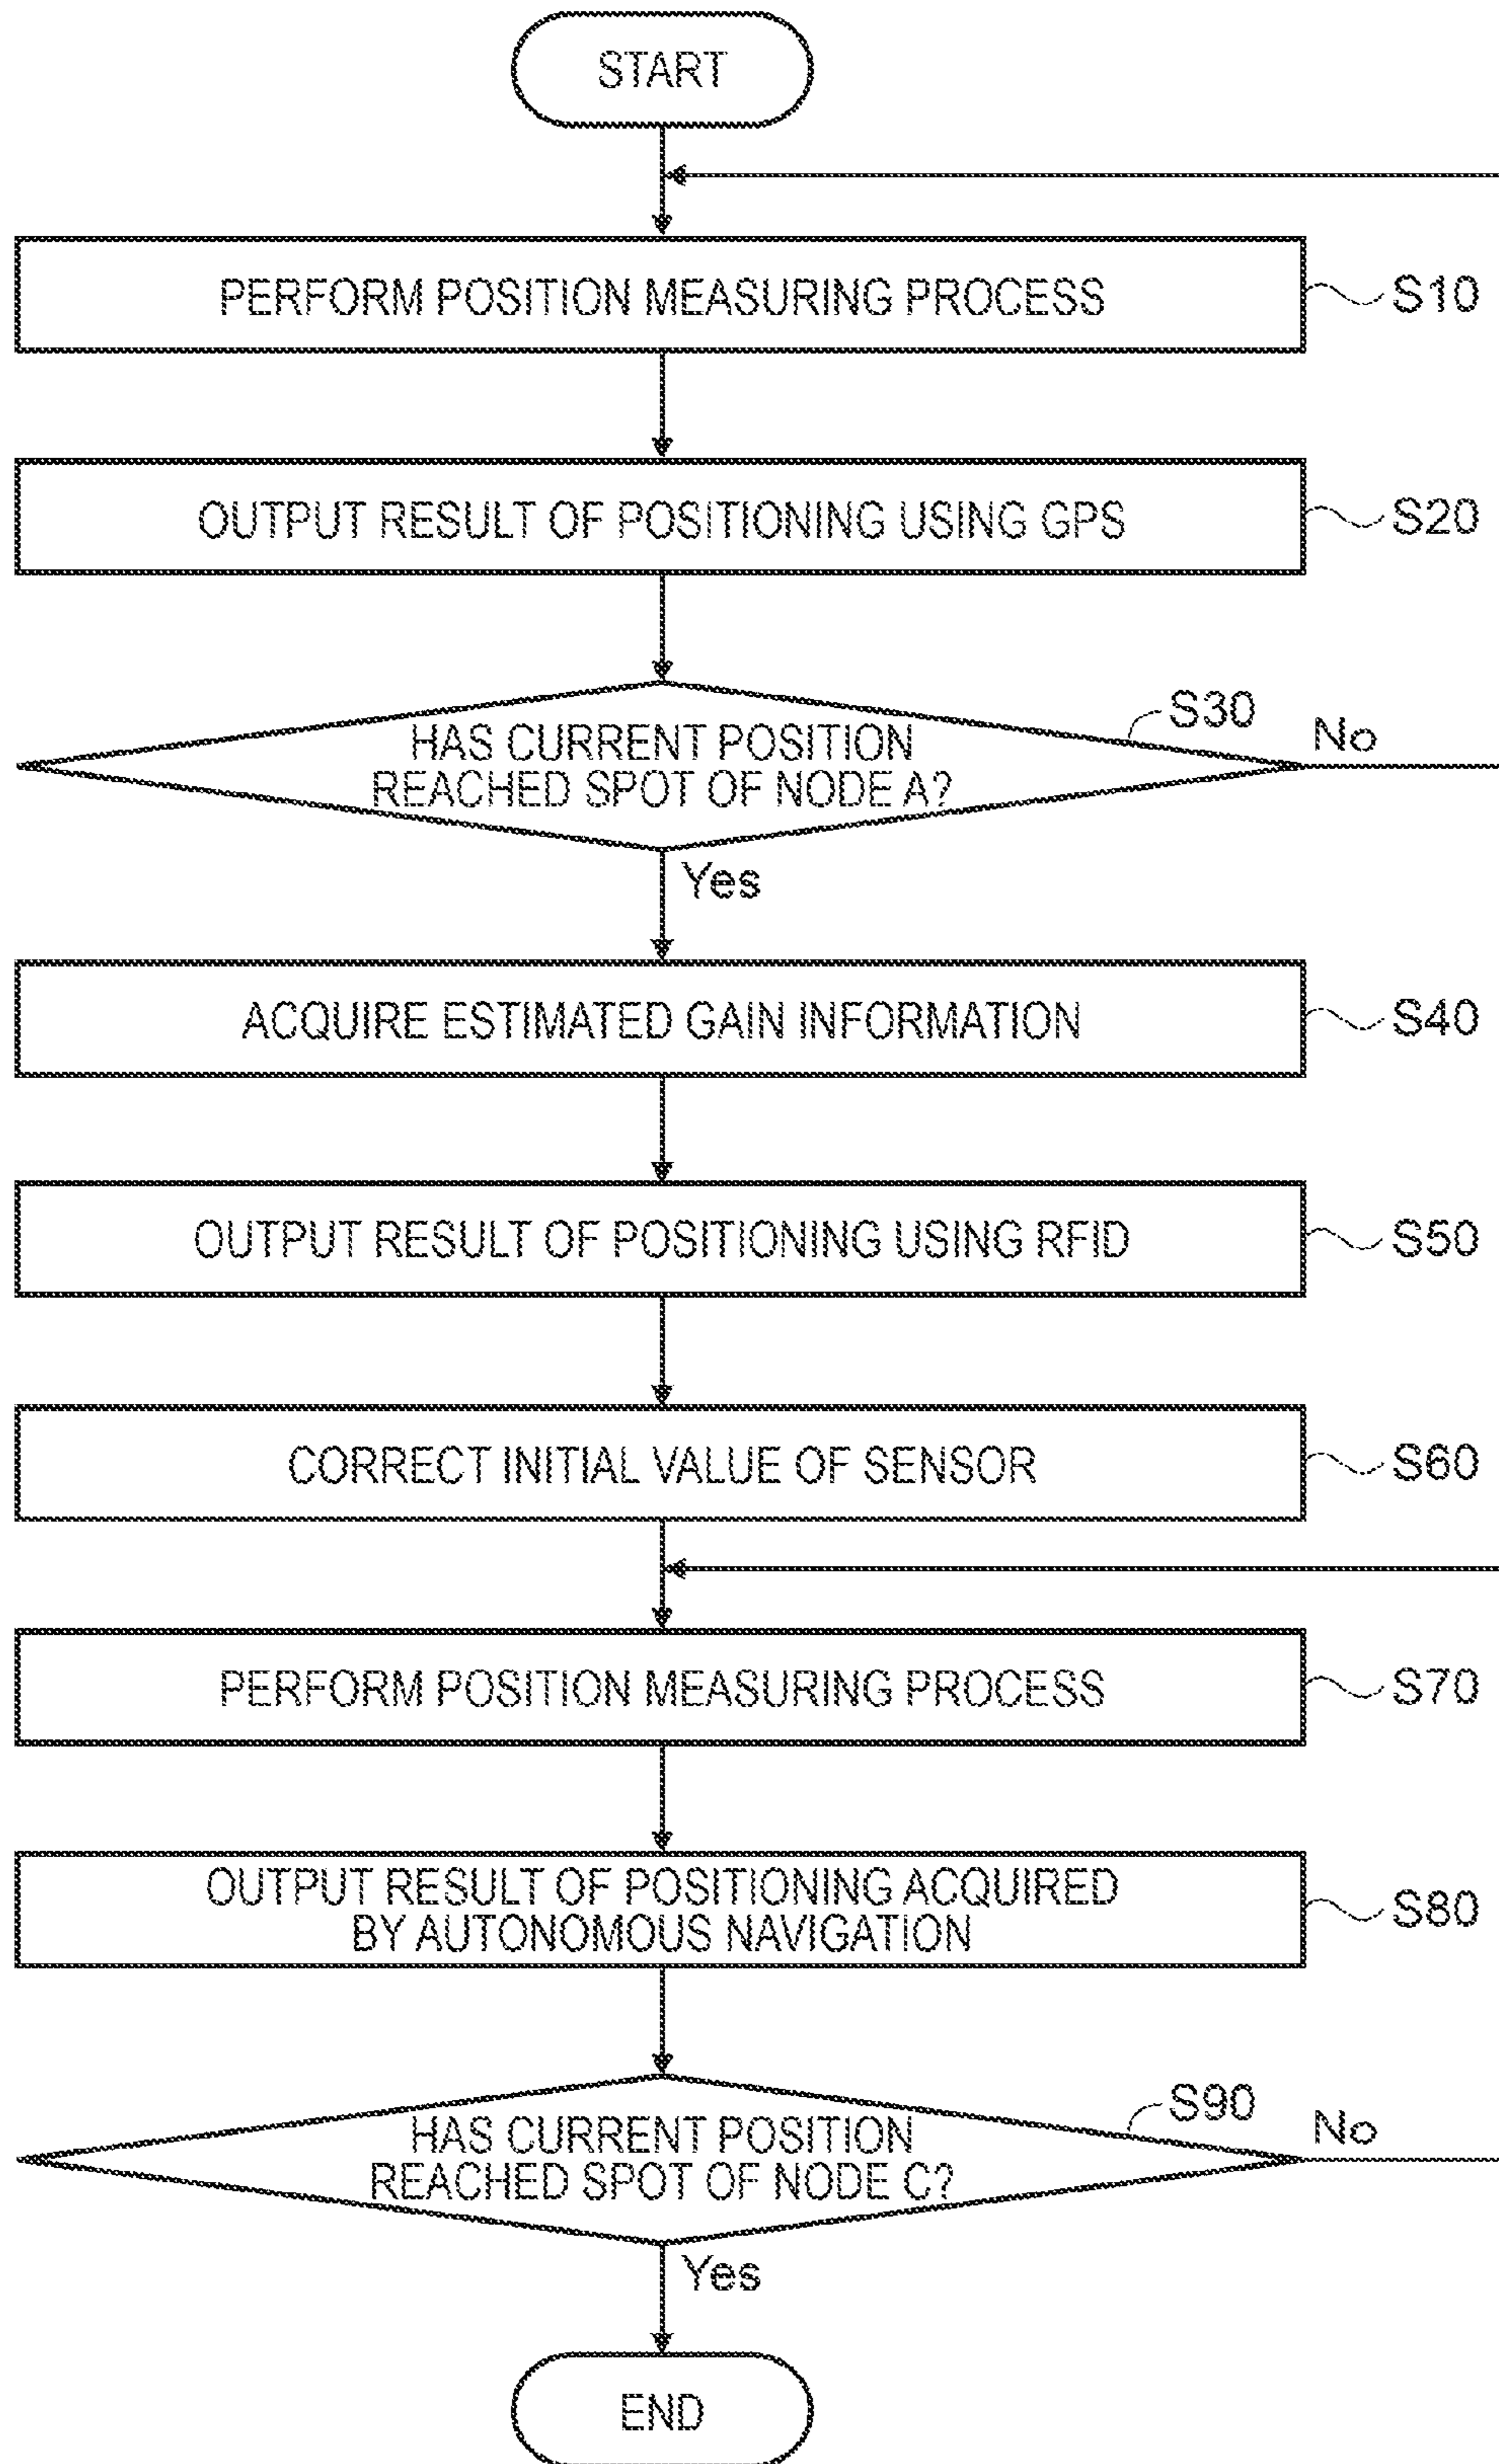 START
PERFORM POSITION MEASURING PROCESS
S10
OUTPUT RESULT OF POSITIONING USING GPS
S20
S30
No
HAS CURRENT POSITION
REACHED SPOT OF NODE A?
Yes
ACQUIRE ESTIMATED GAIN INFORMATION
S40
OUTPUT RESULT OF POSITIONING USING RFID
S50
CORRECT INITIAL VALUE OF SENSOR
S60
PERFORM POSITION MEASURING PROCESS
S70
OUTPUT RESULT OF POSITIONING ACQUIRED
BY AUTONOMOUS NAVIGATION
S80
S90
No
HAS CURRENT POSITION
REACHED SPOT OF NODE C?
Yes
END